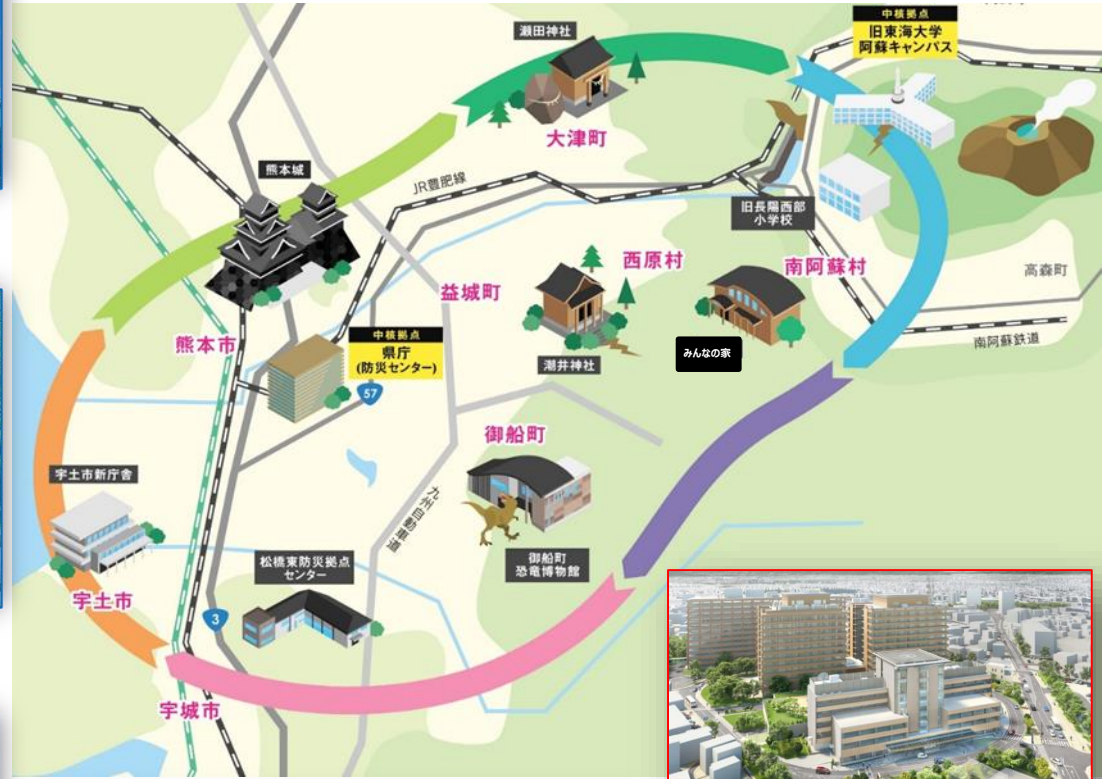 中核拠点
旧東海大学
阿蘇キャンパス
瀬田神社
大津町
熊本城
JR豊肥線
旧長陽西部
小学校
西原村
南阿蘇村
高森町
益城町
熊本市
中核拠点
県庁
(防災センター)
57
潮井神社
みんなの家
南阿蘇鉄道
御船町
宇土市新庁舎
九州自動車道
松橋東防災拠点
センター
御船町
恐竜博物館
宇土市
3
宇城市